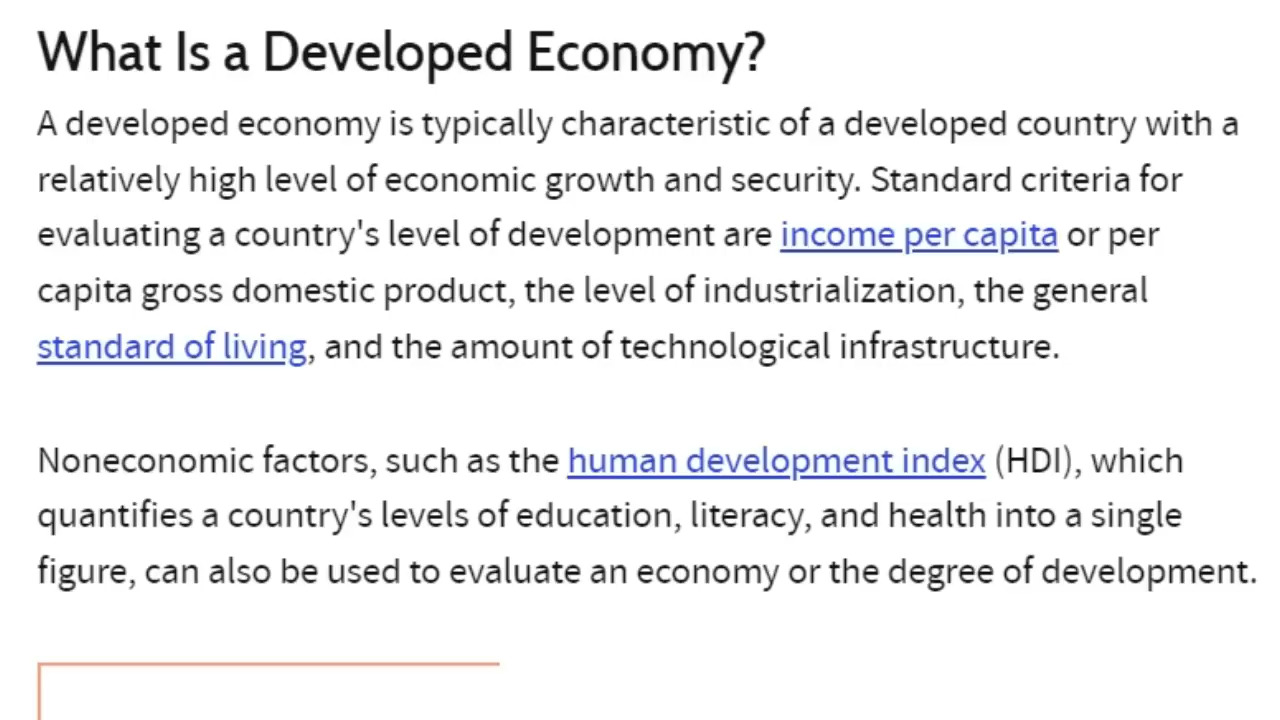 What Is a Developed Economy?
A developed economy is typically characteristic of a developed country with a
relatively high level of economic growth and security. Standard criteria for
evaluating a country's level of development are income per capita or per
capita gross domestic product, the level of industrialization, the general
standard of living, and the amount of technological infrastructure.
Noneconomic factors, such as the human development index (HDI), which
quantifies a country's levels of education, literacy, and health into a single
figure, can also be used to evaluate an economy or the degree of development.